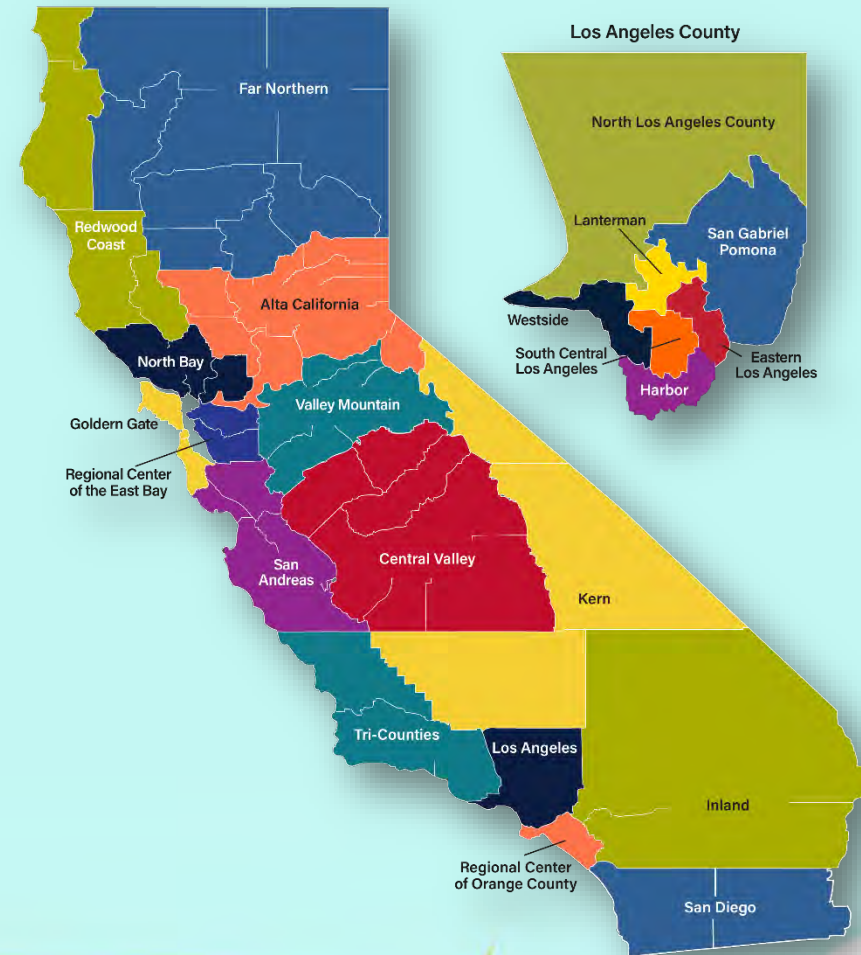 Los Angeles County
Far Northern
North Los Angeles County
Redwood
Coast
Lanterman
San Gabriel
Pomona
Alta California
Westside
South Central
Los Angeles
Eastern
Los Angeles
Harbor
North Bay
Valley Mountain
Goldern Gate
Regional Center
of the East Bay
San
Andreas
Central Valley
Kern
Tri-Counties
Los Angeles
Inland
Regional Center
of Orange County
San Diego